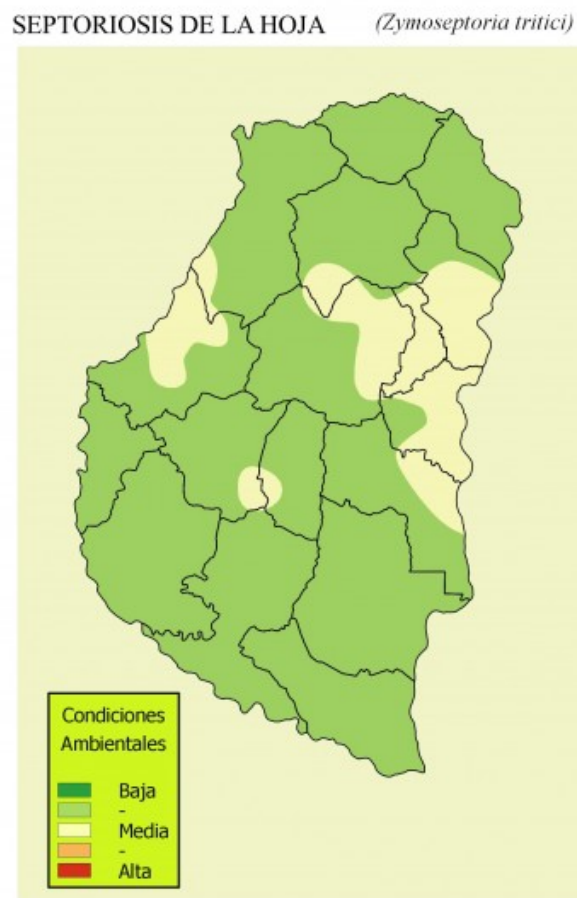 SEPTORIOSIS DE LA HOJA (Zymoseptoria tritici)
Condiciones
Ambientales
Baja
-
Media
-
Alta